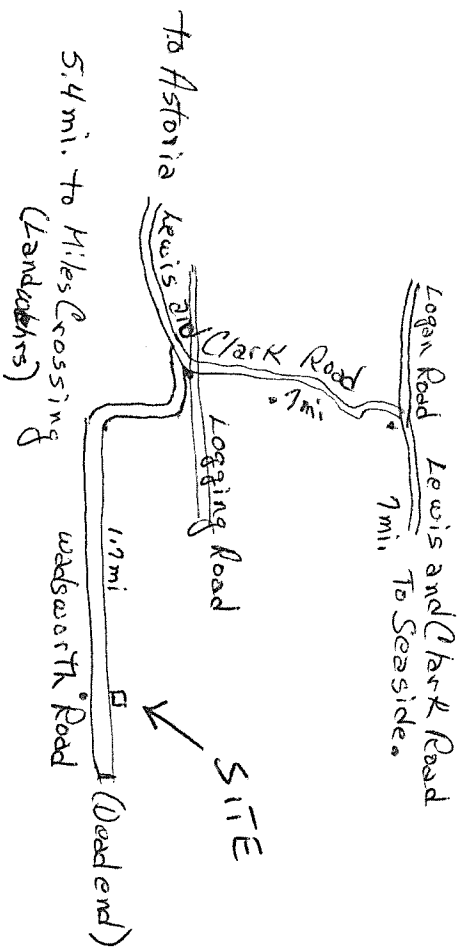 to Astoria
5.4 mi. to Miles Crossing
(Landwehrs)
Lewis and Clark Road
.7mi
Logan Road
Lewis and Clark Road
7mi. To Seaside.
Logging Road
1.7mi
Wadsworth Road
SITE
(Dead end)